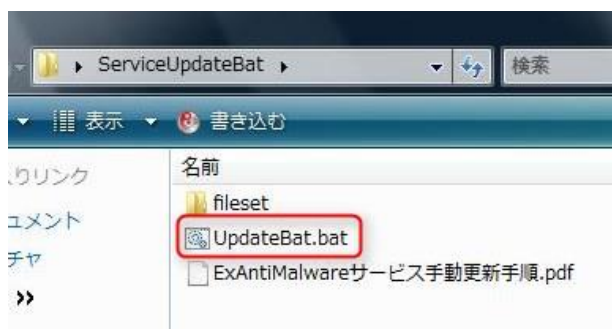 ServiceUpdateBat
検索
表示
書き込む
りリンク
名前
fileset
ュメント
UpdateBat.bat
チャ
ExAntiMalwareサービス手動更新手順.pdf
»